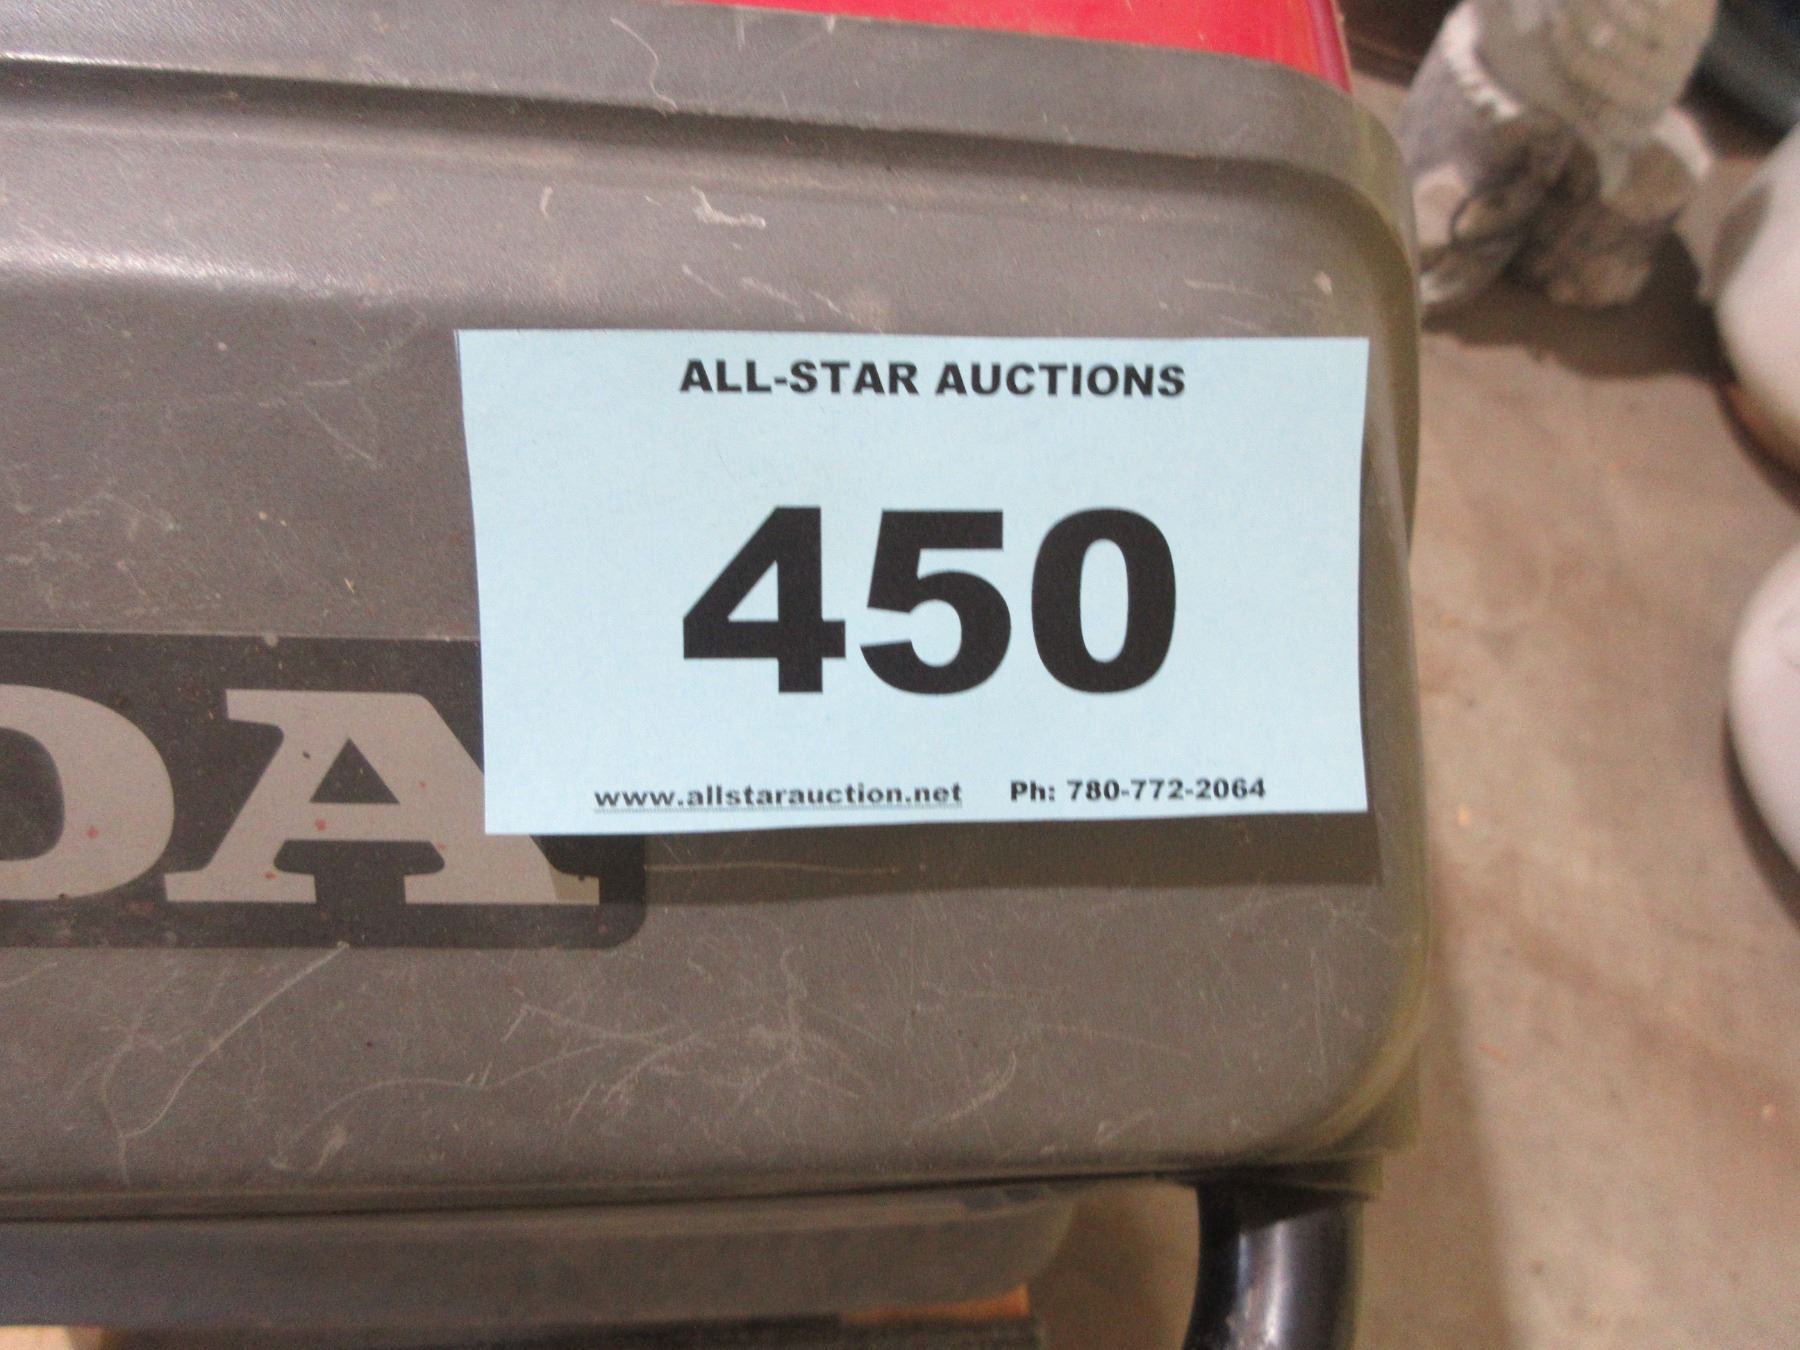 ALL-STAR AUCTIONS
450
www.allstarauction.net Ph: 780-772-2064
DA